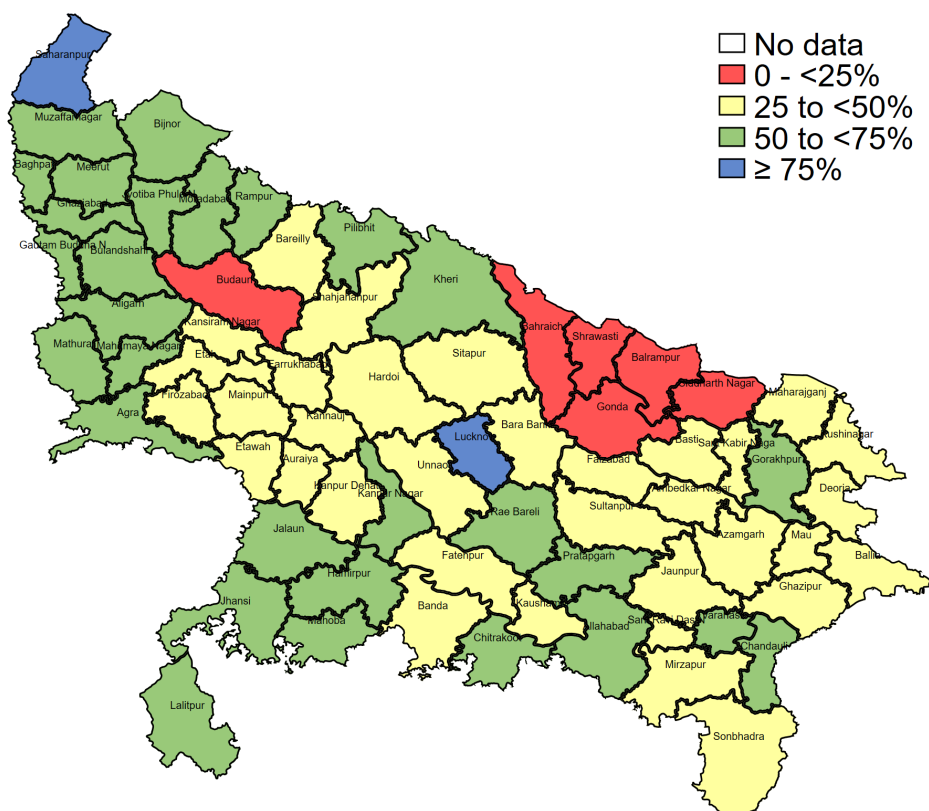 No data
0 - <25%
25 to <50%
50 to <75%
≥ 75%
Saharanpur
Muzaffarnagar
Bijnor
Baghpat
Meerut
Ghaziabad
Jyotiba Phule N
Moradabad
Rampur
Bareilly
Pilibhit
Gautam Buddha N
Bulandshahr
Budaun
Kheri
Shahjahanpur
Aligarh
Kansiram Nagar
Bahraich
Shrawasti
Mathura
Mahamaya Nagar
Etah
Farrukhabad
Sitapur
Balrampur
Hardoi
Siddharth Nagar
Maharajganj
Firozabad
Mainpuri
Agra
Kannauj
Gonda
Bara Banki
Lucknow
Basti
Sant Kabir Naga
Kushinagar
Etawah
Auraiya
Unnao
Faizabad
Gorakhpur
Kanpur Dehat
Kanpur Nagar
Ambedkar Nagar
Deoria
Rae Bareli
Sultanpur
Jalaun
Azamgarh
Mau
Ballia
Fatehpur
Pratapgarh
Hamirpur
Jaunpur
Ghazipur
Jhansi
Banda
Kaushambi
Mahoba
Chitrakoot
Allahabad
Sant Ravi Das N
Varanasi
Chandauli
Mirzapur
Lalitpur
Sonbhadra